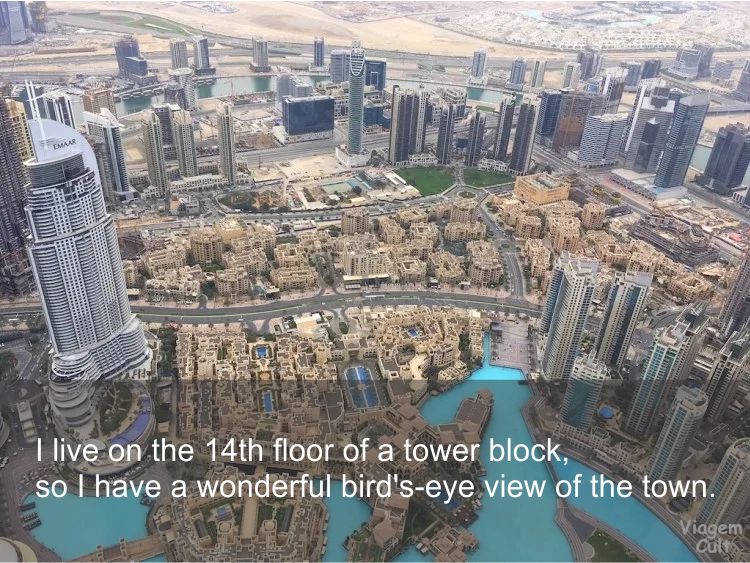 EMAAR
I live on the 14th floor of a tower block,
so I have a wonderful bird's-eye view of the town.
Viagem
Cult